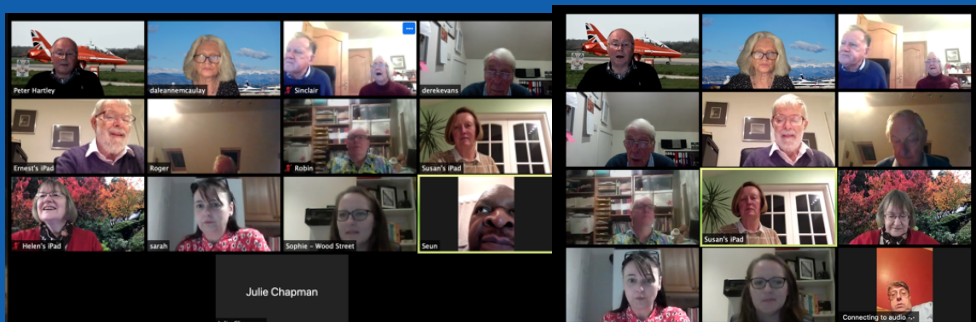 Peter Hartley
daleannemcaulay
Sinclair
derekevans
Ernest's iPad
Roger
Robin
Susan's iPad
Helen's iPad
sarah
Sophie - Wood Street
Seun
Julie Chapman
Susan's iPad
Connecting to audio ...